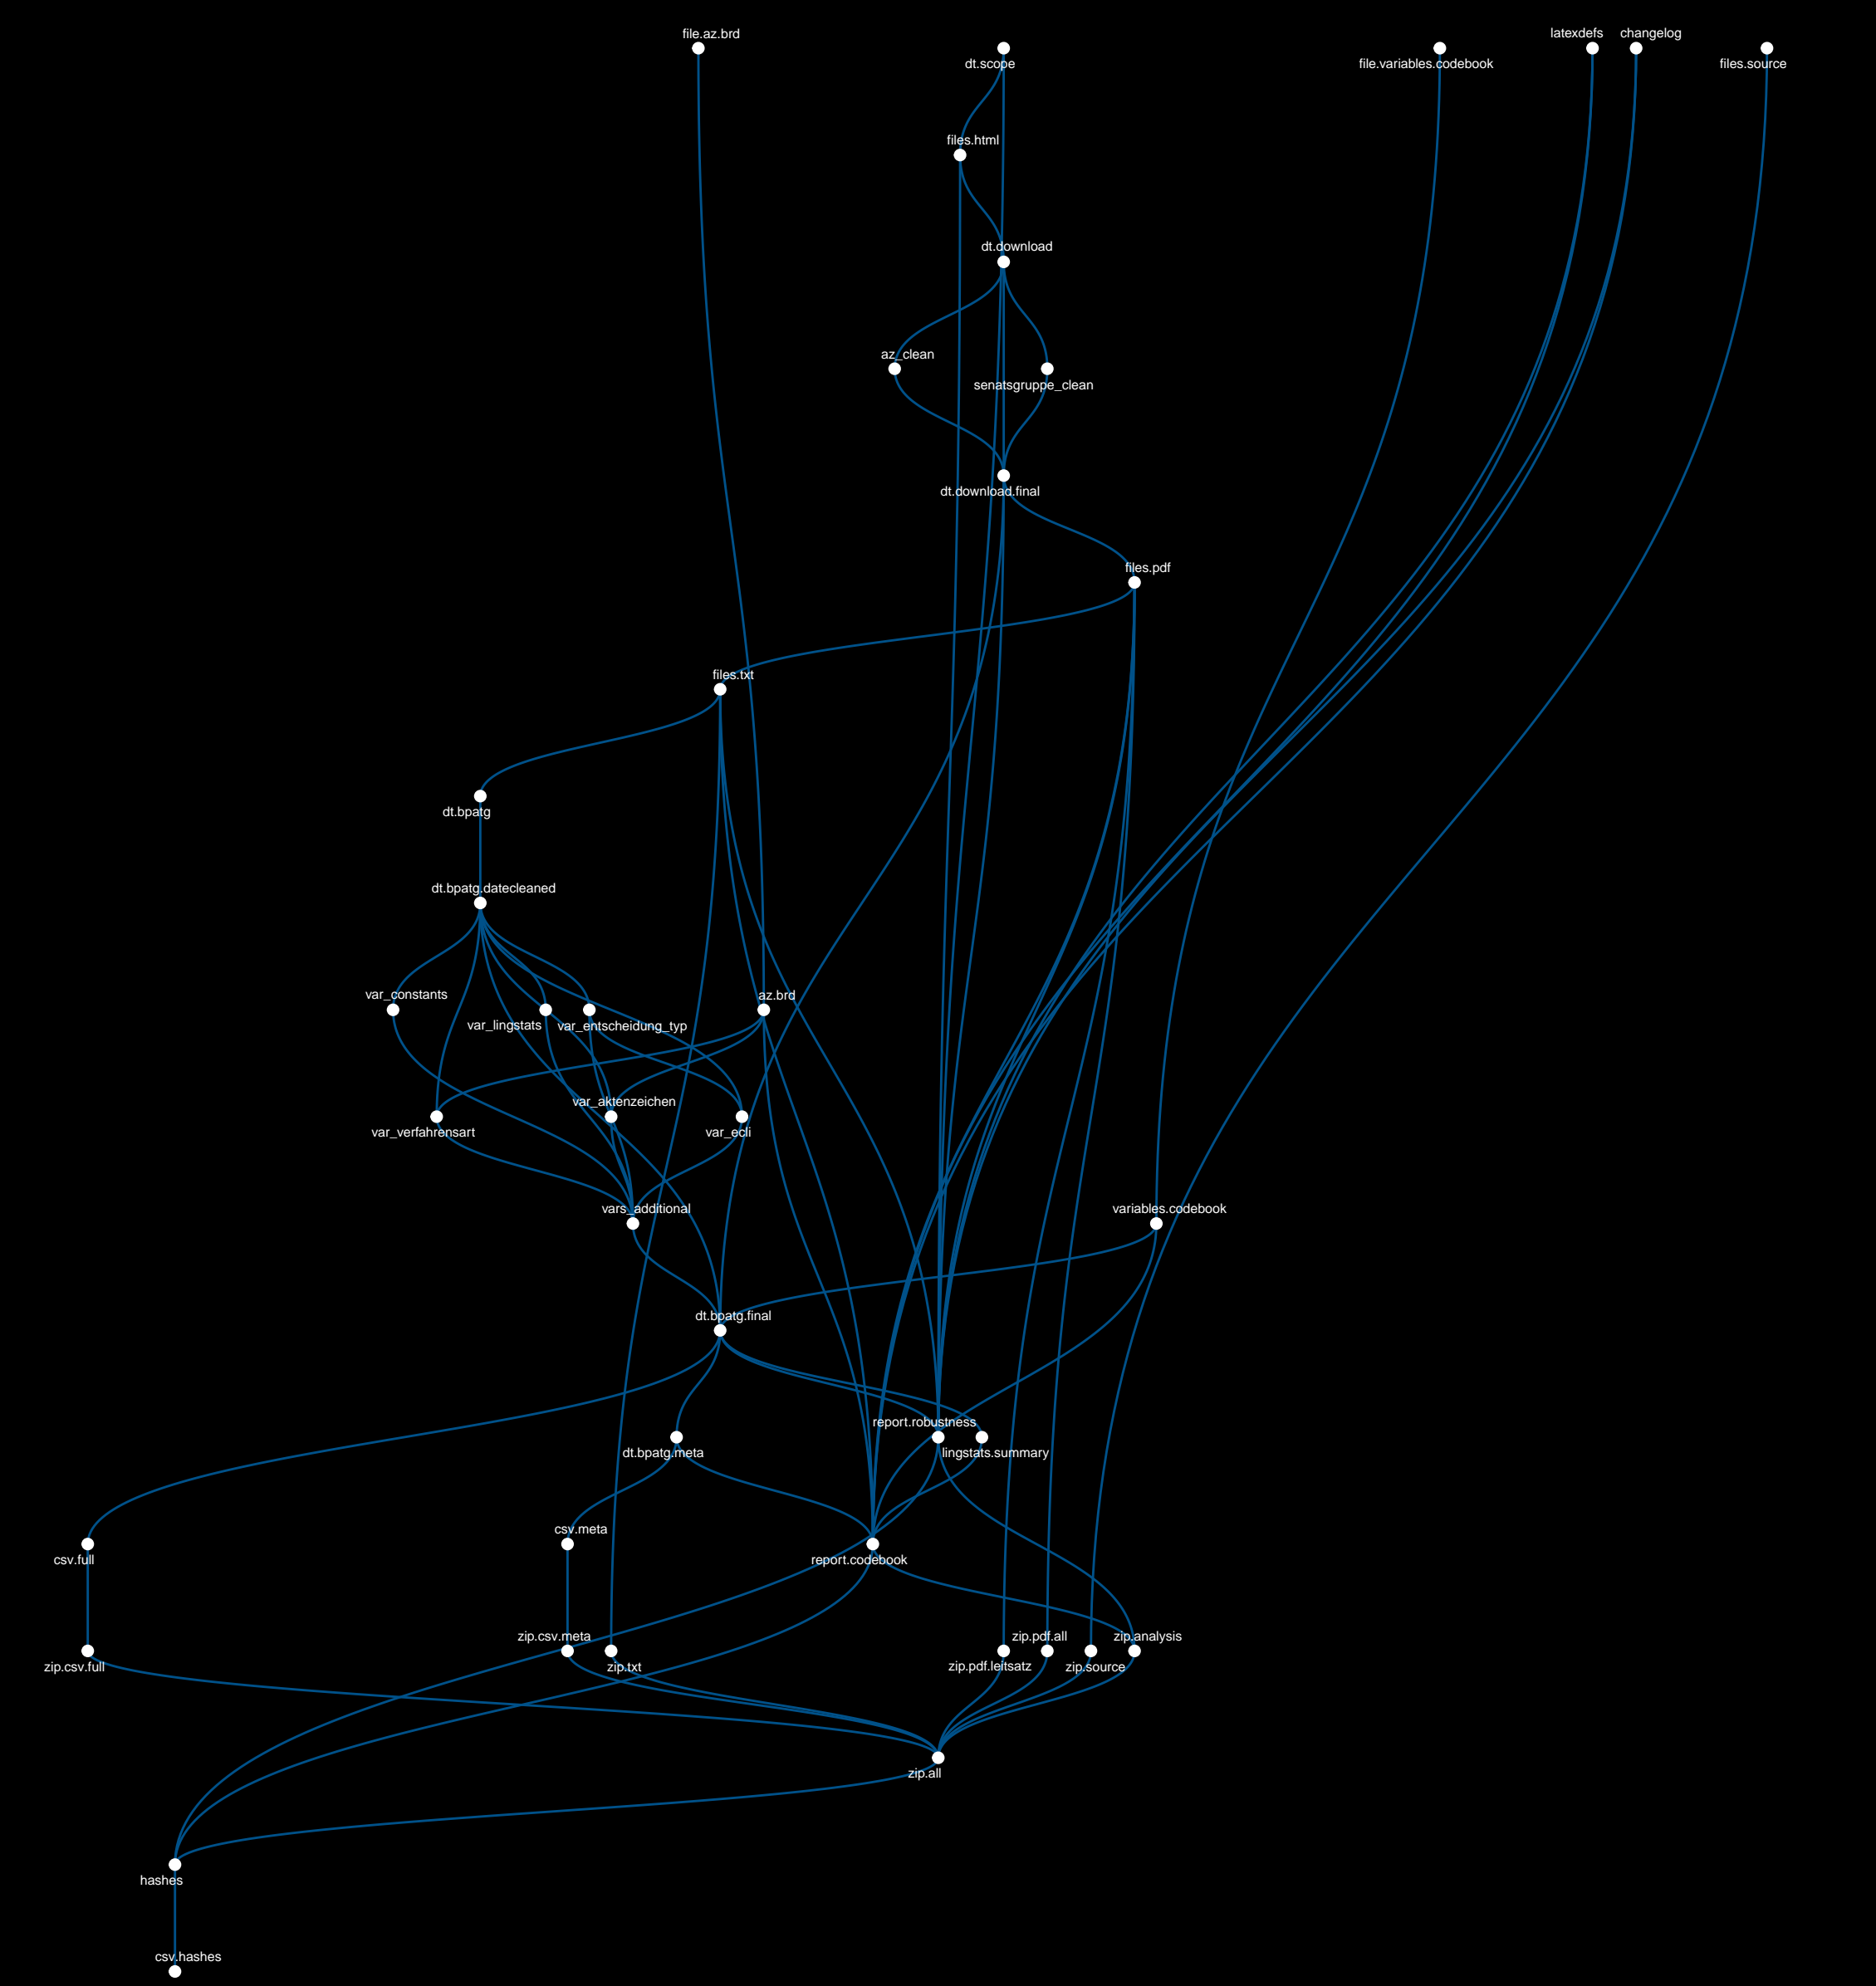 file.az.brd
dt.scope
file.variables.codebook
latexdefs
changelog
files.source
files.html
dt.download
az_clean
senatsgruppe_clean
dt.download.final
files.pdf
files.txt
dt.bpatg
dt.bpatg.datecleaned
var_constants
var_lingstats
var_entscheidung_typ
az.brd
var_aktenzeichen
var_verfahrensart
var_ecli
vars_additional
variables.codebook
dt.bpatg.final
report.robustness
dt.bpatg.meta
lingstats.summary
csv.meta
csv.full
report.codebook
zip.csv.meta
zip.pdf.all
zip.analysis
zip.csv.full
zip.txt
zip.pdf.leitsatz
zip.source
zip.all
hashes
csv.hashes